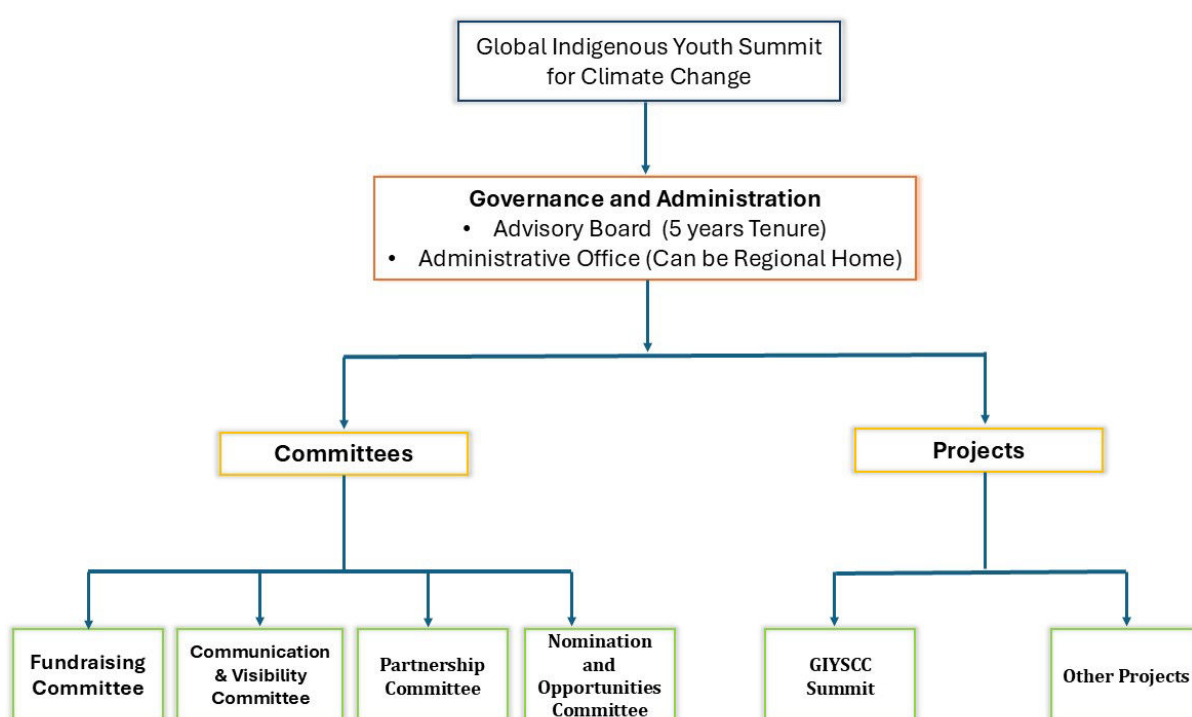 Global Indigenous Youth Summit
for Climate Change
Governance and Administration
• Advisory Board (5 years Tenure)
• Administrative Office (Can be Regional Home)
Committees
Projects
Fundraising
Committee
Communication
& Visibility
Committee
Partnership
Committee
Nomination
and
Opportunities
Committee
GIYSCC
Summit
Other Projects